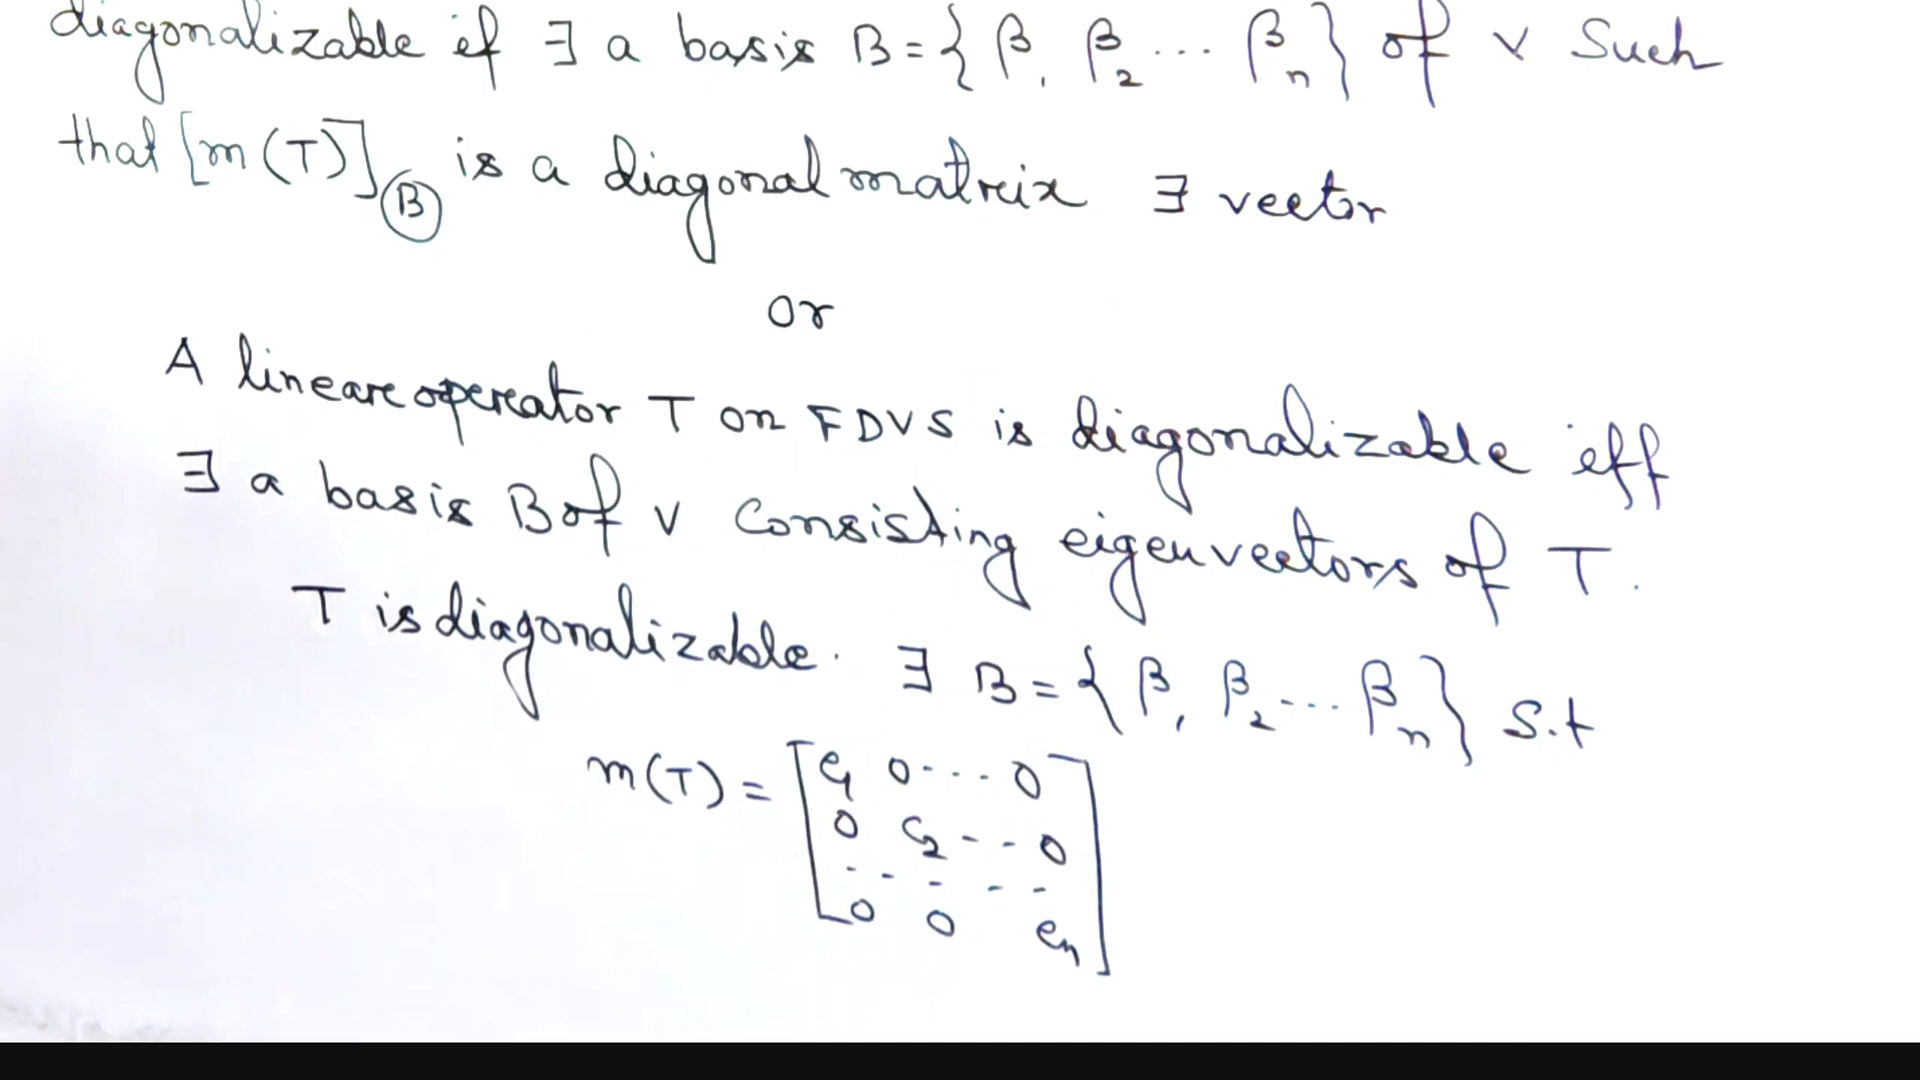 diagonalizable if ∃ a basis B = {β₁ β₂ ... βₙ} of V Such
that [m(T)]_B is a diagonal matrix ∃ vector
or
A linear operator T on FDVS is diagonalizable iff
∃ a basis B of V Consisting eigenvectors of T.
T is diagonalizable. ∃ B = {β₁ β₂ ... βₙ} S.t
m(T) = [c₁ 0 ... 0
0 c₂ - - 0
. . - - -
0 0 cₙ]